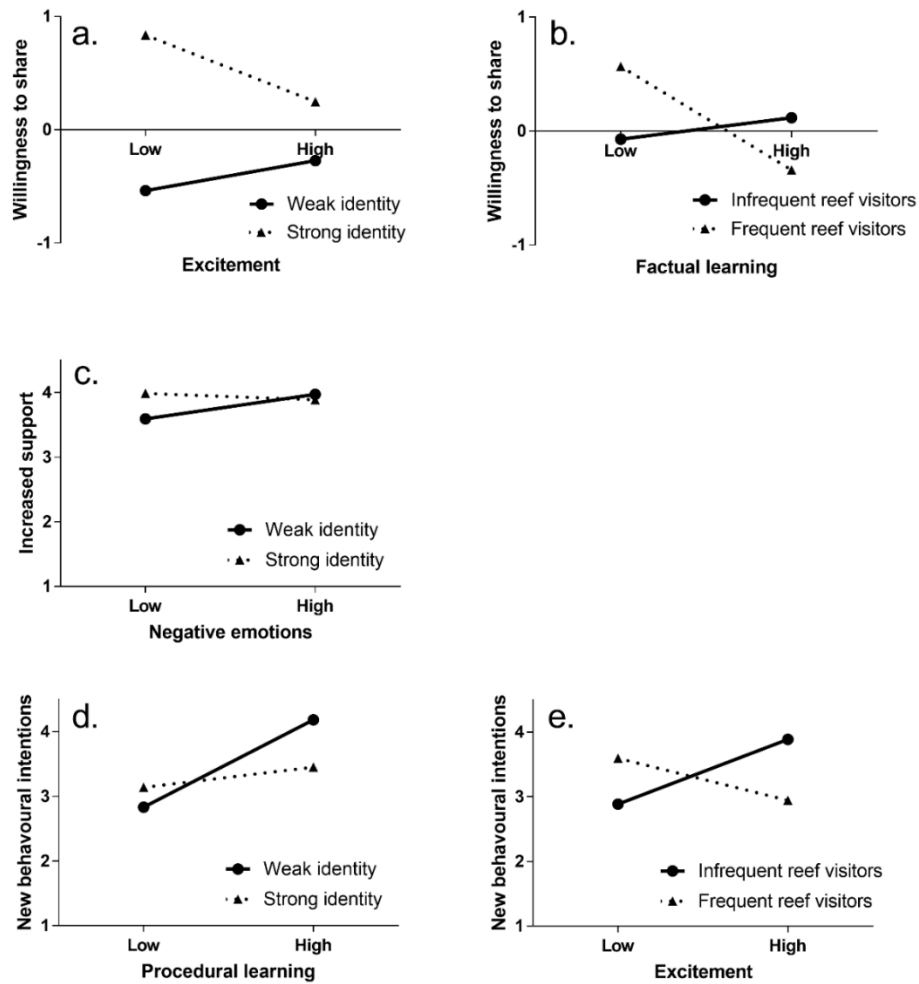 a.
Willingness to share
1
0
-1
Low
High
Weak identity
Strong identity
Excitement
b.
Willingness to share
1
0
-1
Low
High
Infrequent reef visitors
Frequent reef visitors
Factual learning
c.
Increased support
4
3
2
1
Weak identity
Strong identity
Low
High
Negative emotions
d.
New behavoural intentions
4
3
2
1
Weak identity
Strong identity
Low
High
Procedural learning
e.
New behavoural intentions
4
3
2
1
Infrequent reef visitors
Frequent reef visitors
Low
High
Excitement